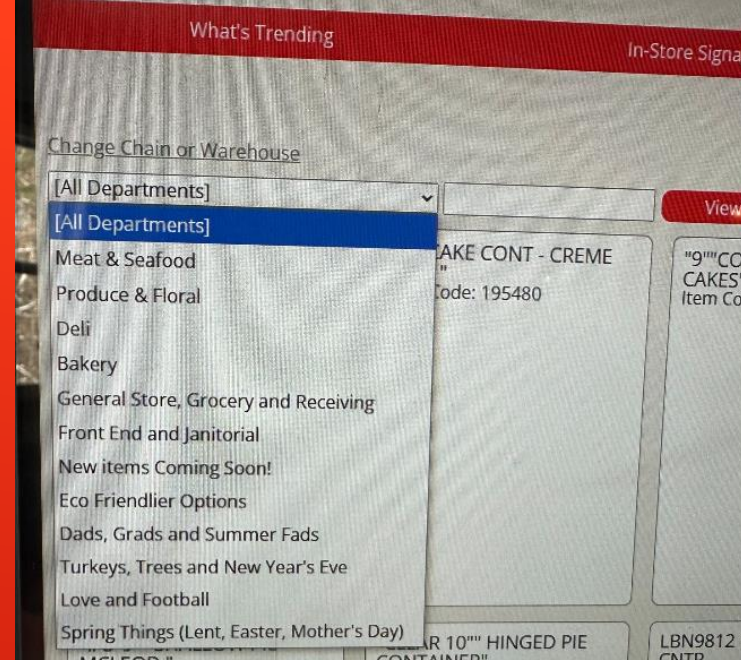 What's Trending
In-Store Signa
Change Chain or Warehouse
[All Departments]
View
[All Departments]
Meat & Seafood
Produce & Floral
Deli
Bakery
General Store, Grocery and Receiving
Front End and Janitorial
New items Coming Soon!
Eco Friendlier Options
Dads, Grads and Summer Fads
Turkeys, Trees and New Year's Eve
Love and Football
Spring Things (Lent, Easter, Mother's Day)
AKE CONT - CREME
"
Code: 195480
"9""CO
CAKES"
Item Co
AR 10"" HINGED PIE
CONTAINER"
LBN9812
CNTR